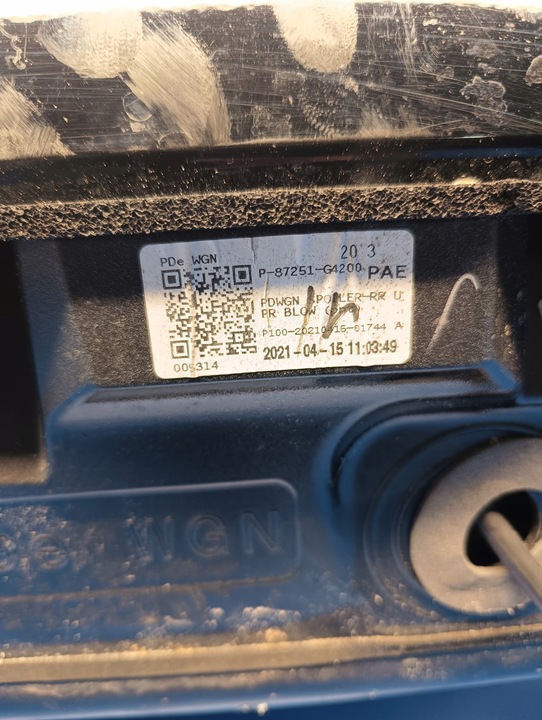 PDe WGN
20 3
P-87251-G4200 PAE
PDWGN SPOILER RR U
PR BLOW
P100-20210415-01744 A
2021-04-15 11:03:49
005314
WGN